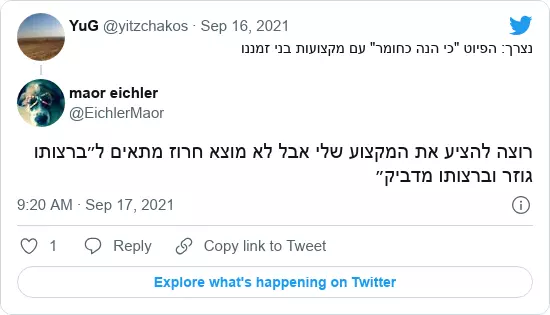 YuG @yitzchakos · Sep 16, 2021
נצרך: הפיוט "כי הנה כחומר" עם מקצועות בני זמננו
maor eichler
@EichlerMaor
רוצה להציע את המקצוע שלי אבל לא מוצא חרוז מתאים ל״ברצותו
גוזר וברצותו מדביק״
9:20 AM · Sep 17, 2021
1 Reply Copy link to Tweet
Explore what's happening on Twitter